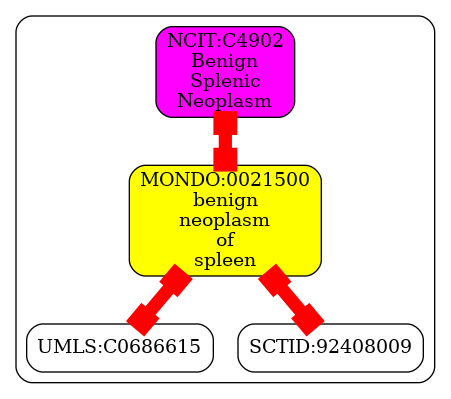 NCIT:C4902
Benign
Splenic
Neoplasm
MONDO:0021500
benign
neoplasm
of
spleen
UMLS:C0686615
SCTID:92408009